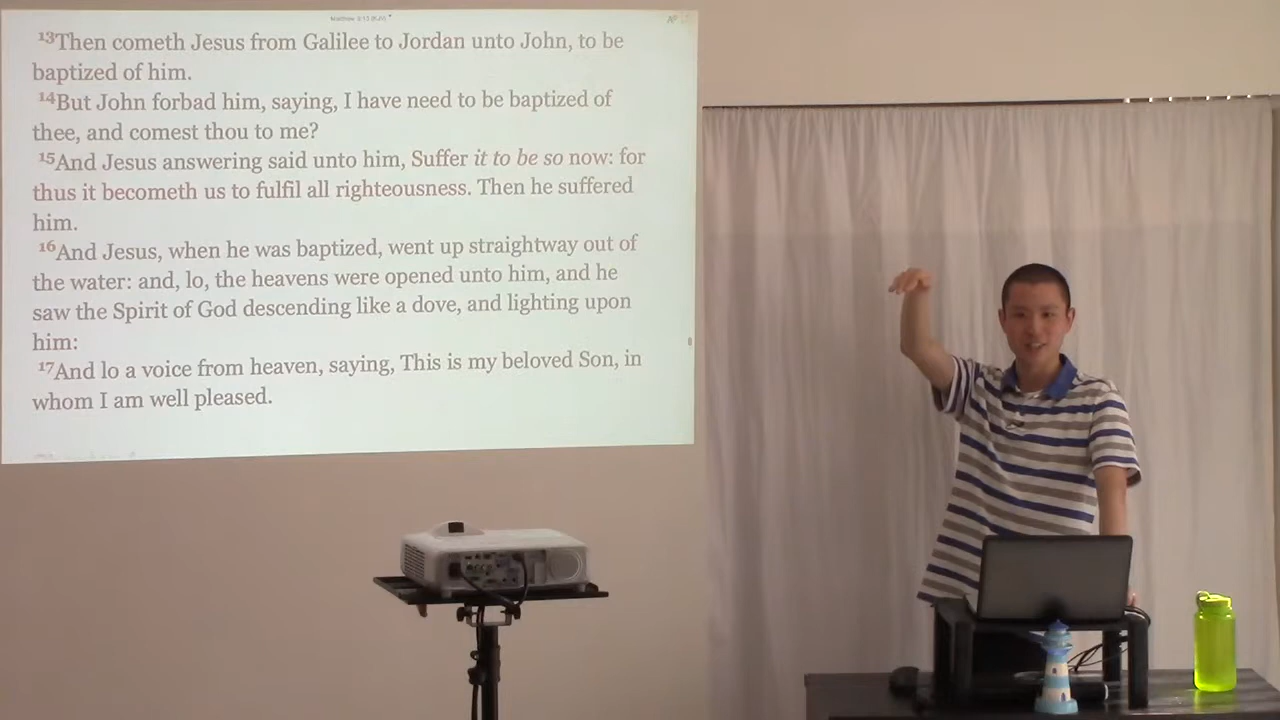 ¹³Then cometh Jesus from Galilee to Jordan unto John, to be
baptized of him.
¹⁴But John forbad him, saying, I have need to be baptized of
thee, and comest thou to me?
¹⁵And Jesus answering said unto him, Suffer it to be so now: for
thus it becometh us to fulfil all righteousness. Then he suffered
him.
¹⁶And Jesus, when he was baptized, went up straightway out of
the water: and, lo, the heavens were opened unto him, and he
saw the Spirit of God descending like a dove, and lighting upon
him:
¹⁷And lo a voice from heaven, saying, This is my beloved Son, in
whom I am well pleased.